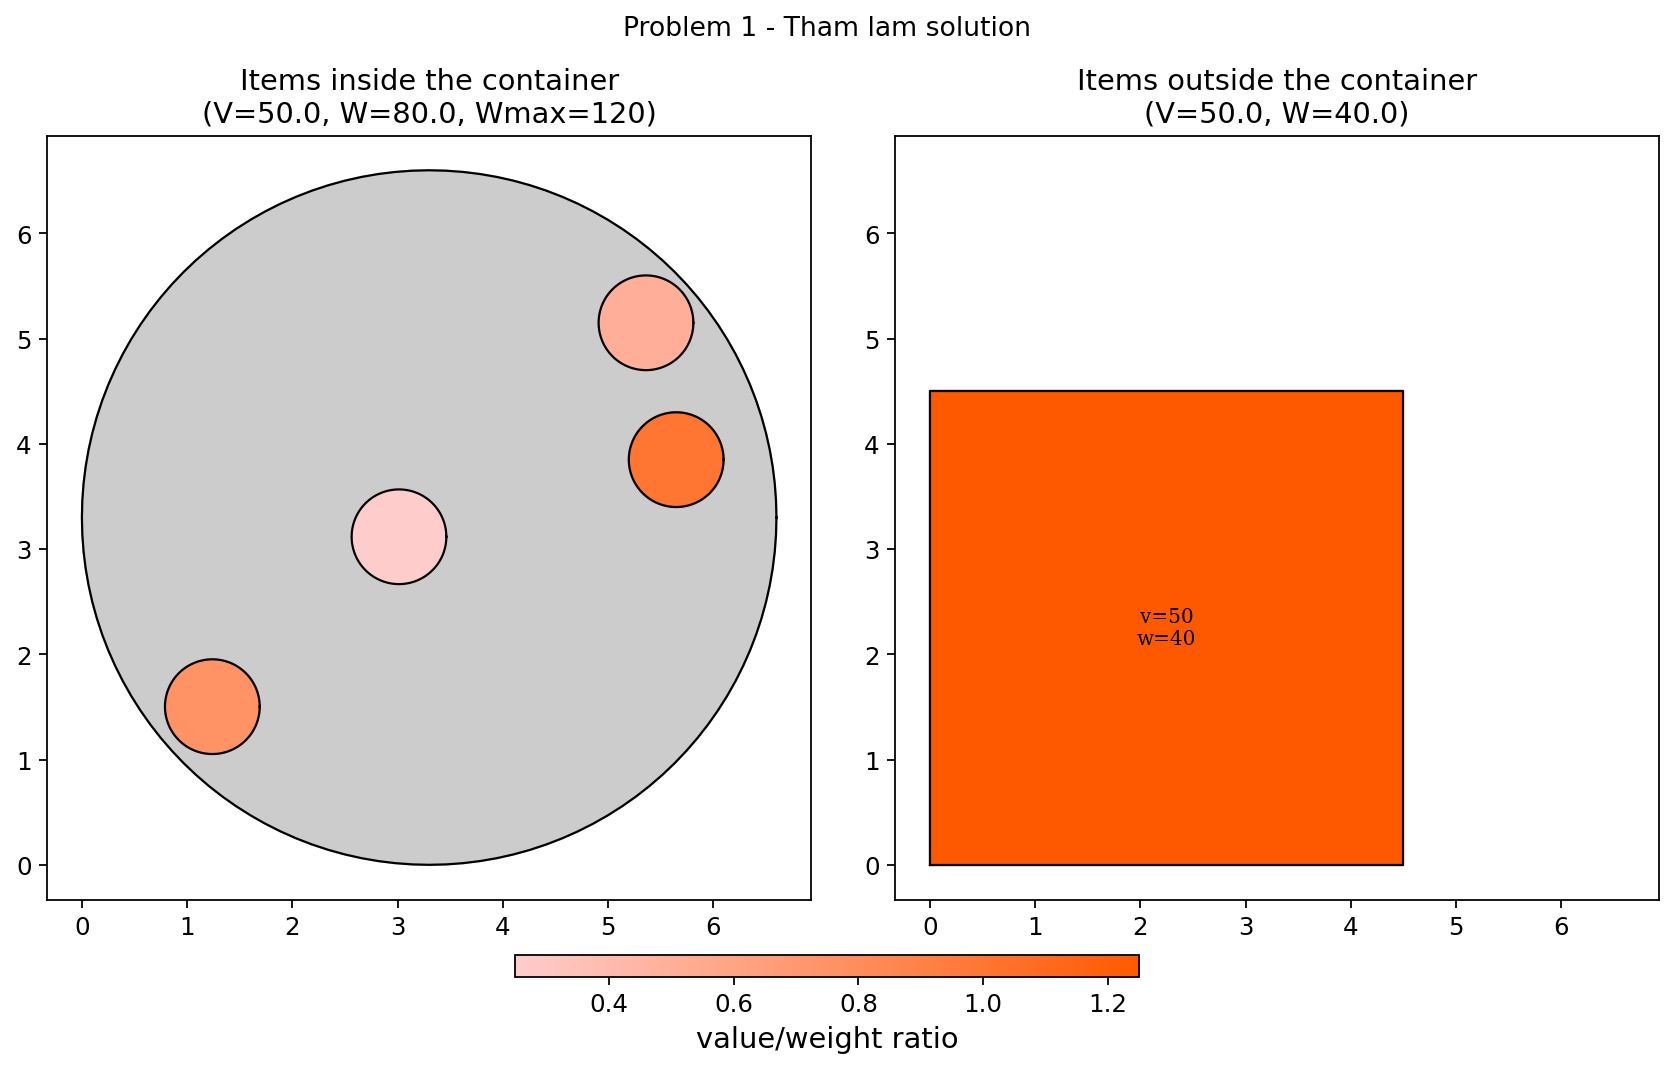 Problem 1 - Tham lam solution
Items inside the container
(V=50.0, W=80.0, Wmax=120)
Items outside the container
(V=50.0, W=40.0)
6
5
4
3
2
1
0
0 1 2 3 4 5 6
6
5
4
3
2
1
0
v=50
w=40
0 1 2 3 4 5 6
0.4 0.6 0.8 1.0 1.2
value/weight ratio